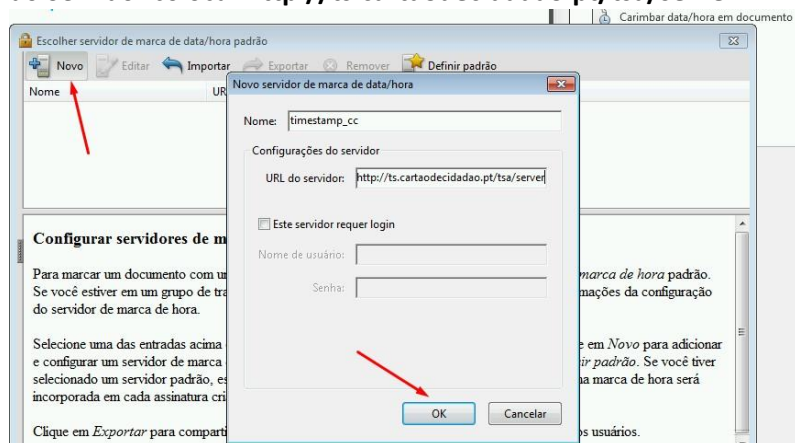 Carimbar data/hora em documento
Escolher servidor de marca de data/hora padrão
Novo Editar Importar Exportar Remover Definir padrão
Nome UR
Novo servidor de marca de data/hora
Nome: timestamp_cc
Configurações do servidor
URL do servidor: http://ts.cartaodecidadao.pt/tsa/server
Este servidor requer login
Nome de usuário:
Senha:
OK Cancelar
Configurar servidores de m
Para marcar um documento com um marca de hora padrão.
Se você estiver em um grupo de tra mações da configuração
do servidor de marca de hora.
Selecione uma das entradas acima e em Novo para adicionar
e configurar um servidor de marca ir padrão. Se você tiver
selecionado um servidor padrão, es na marca de hora será
incorporada em cada assinatura cri
Clique em Exportar para comparti os usuários.